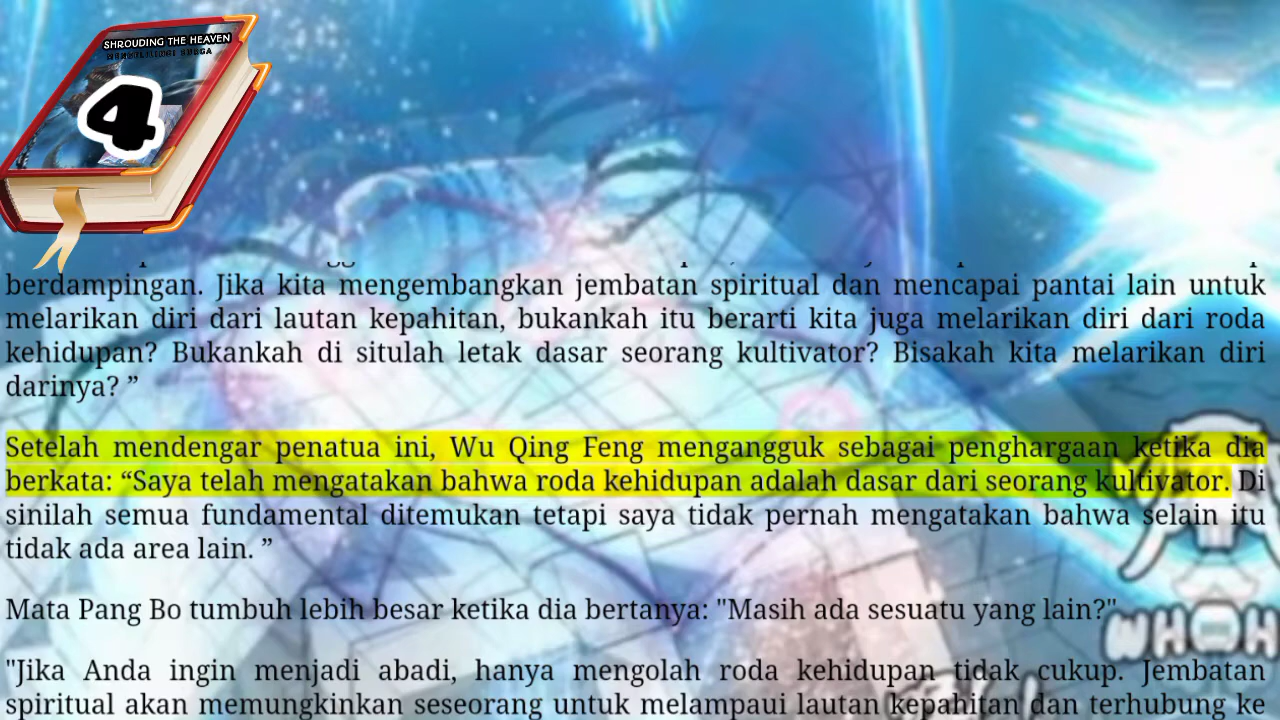 SHROUDING THE HEAVEN
4
berdampingan. Jika kita mengembangkan jembatan spiritual dan mencapai pantai lain untuk
melarikan diri dari lautan kepahitan, bukankah itu berarti kita juga melarikan diri dari roda
kehidupan? Bukankah di situlah letak dasar seorang kultivator? Bisakah kita melarikan diri
darinya? ”
Setelah mendengar penatua ini, Wu Qing Feng mengangguk sebagai penghargaan ketika dia
berkata: “Saya telah mengatakan bahwa roda kehidupan adalah dasar dari seorang kultivator. Di
sinilah semua fundamental ditemukan tetapi saya tidak pernah mengatakan bahwa selain itu
tidak ada area lain. ”
Mata Pang Bo tumbuh lebih besar ketika dia bertanya: "Masih ada sesuatu yang lain?"
WHOH
"Jika Anda ingin menjadi abadi, hanya mengolah roda kehidupan tidak cukup. Jembatan
spiritual akan memungkinkan seseorang untuk melampaui lautan kepahitan dan terhubung ke